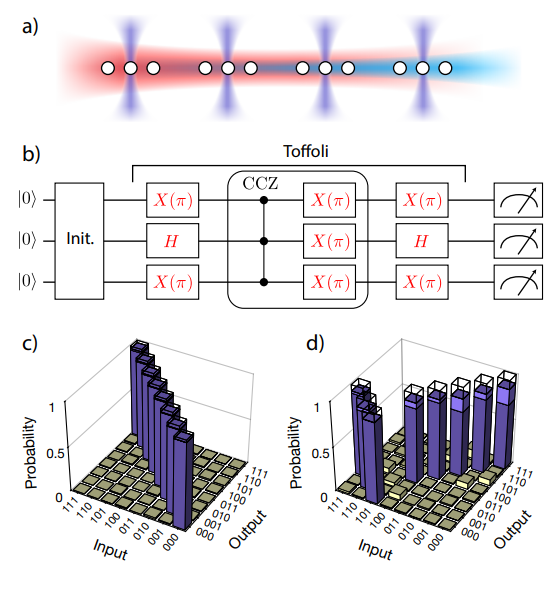 a)
b)
Toffoli
CCZ
|0⟩ Init. X(π) X(π) X(π)
|0⟩ H X(π) H
|0⟩ X(π) X(π) X(π)
c)
d)
Probability
1
0.5
0
111
110
101
100
011
010
001
000
Input
000
001
010
011
100
101
110
111
Output
Probability
1
0.5
0
111
110
101
100
011
010
001
000
Input
000
001
010
011
100
101
110
111
Output